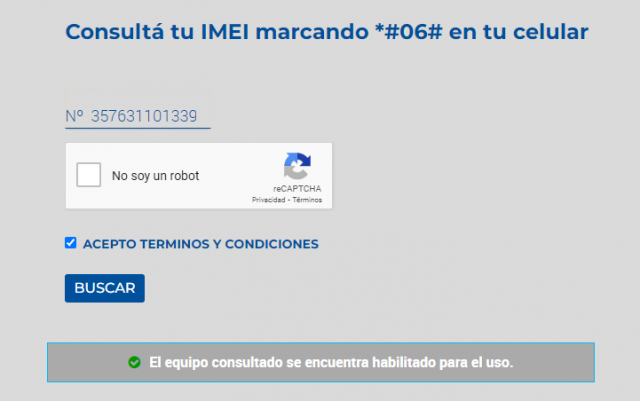 Consultá tu IMEI marcando *#06# en tu celular
Nº 357631101339
No soy un robot
reCAPTCHA
Privacidad - Términos
ACEPTO TERMINOS Y CONDICIONES
BUSCAR
El equipo consultado se encuentra habilitado para el uso.